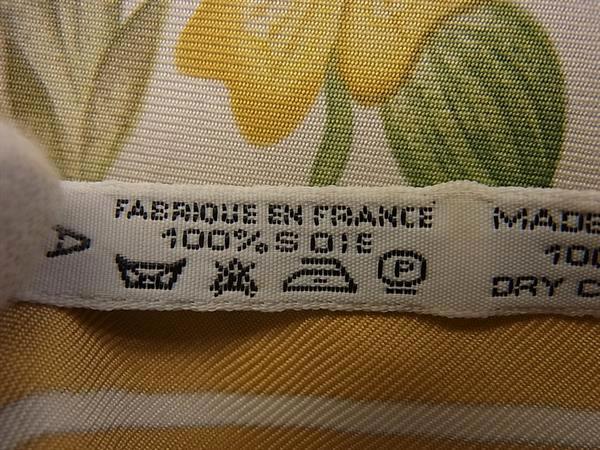 A
FABRIQUE EN FRANCE
100% SOIE
P
MADE
100
DRY C